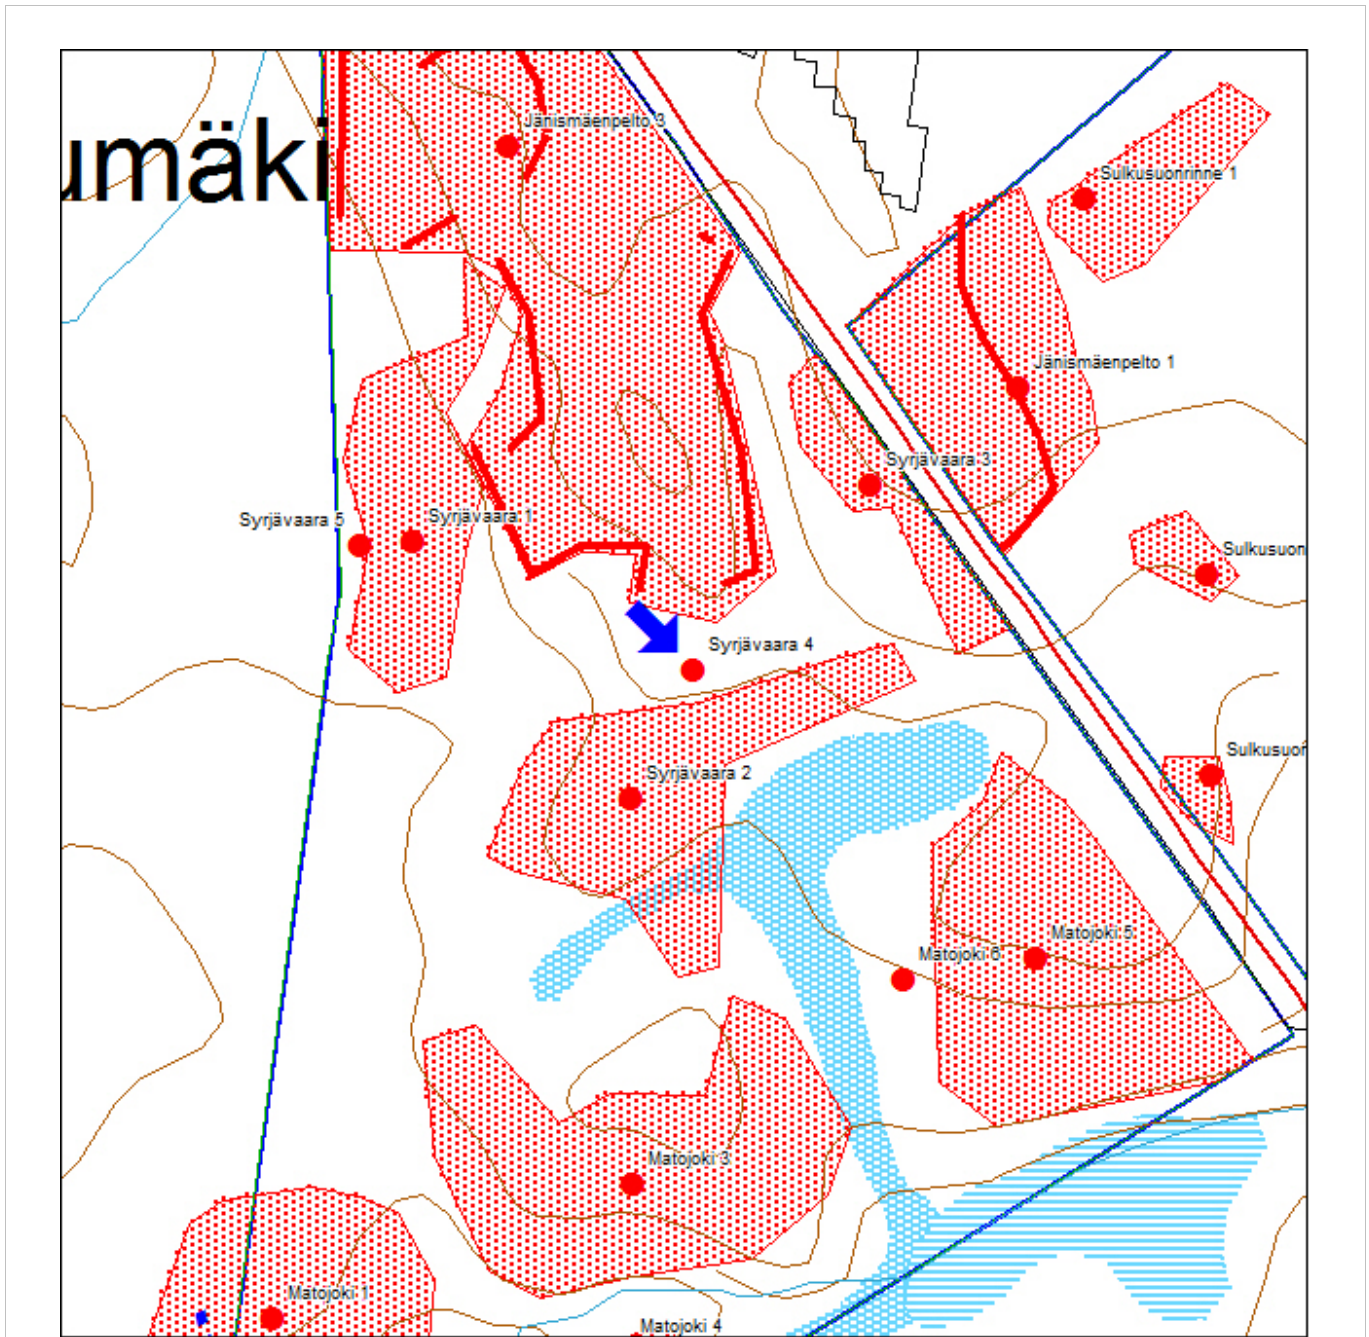 Jänismäenpelto 3
umäki
Sulkusuonrinne 1
Jänismäenpelto 1
Syrjävaara 3
Syrjävaara 5
Syrjävaara 1
Sulkusuon
Syrjävaara 4
Sulkusuor
Syrjävaara 2
Matojoki 5
Matojoki 6
Matojoki 3
Matojoki 1
Matojoki 4